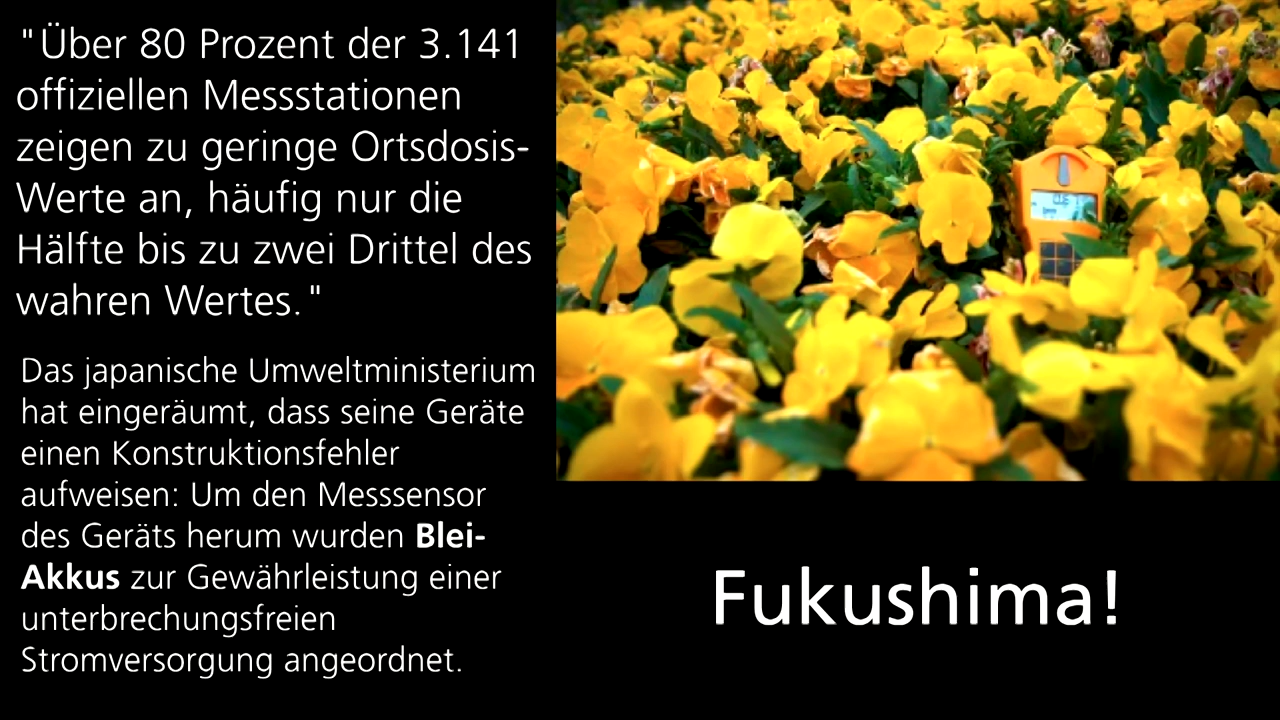 "Über 80 Prozent der 3.141
offiziellen Messstationen
zeigen zu geringe Ortsdosis-
Werte an, häufig nur die
Hälfte bis zu zwei Drittel des
wahren Wertes."
Das japanische Umweltministerium
hat eingeräumt, dass seine Geräte
einen Konstruktionsfehler
aufweisen: Um den Messsensor
des Geräts herum wurden Blei-
Akkus zur Gewährleistung einer
unterbrechungsfreien
Stromversorgung angeordnet.
Fukushima!